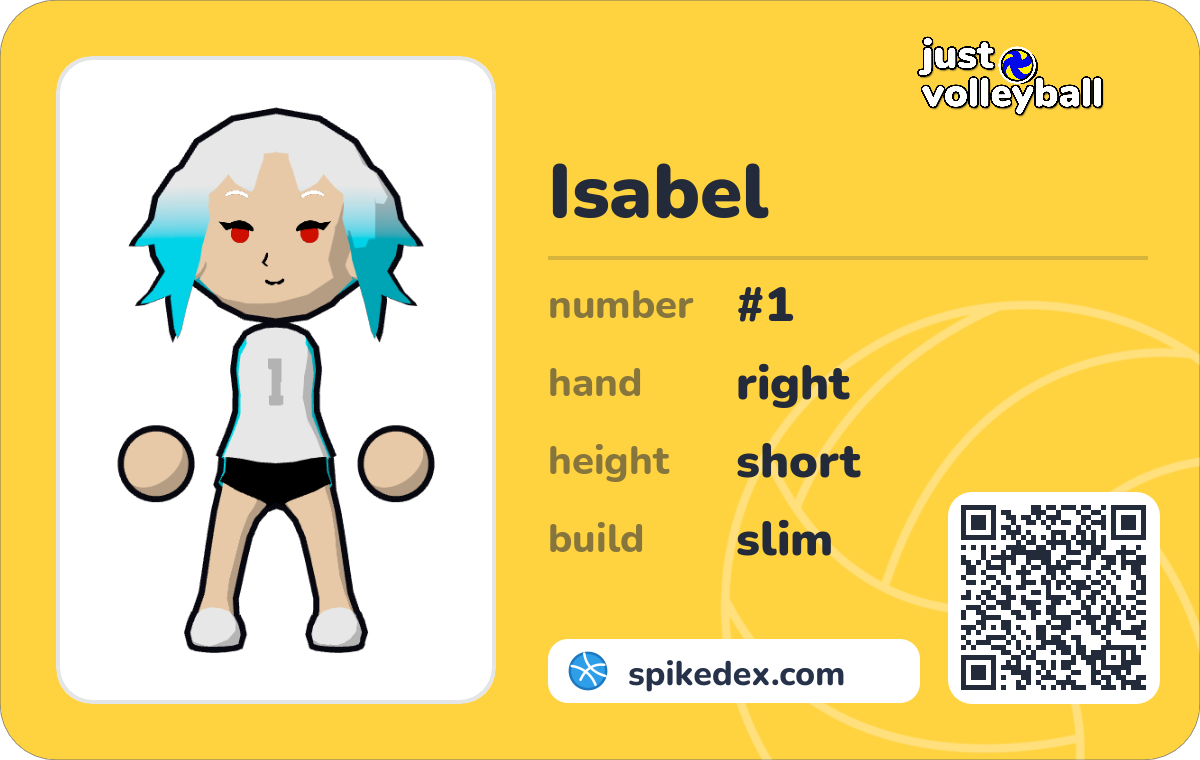 just
volleyball
Isabel
number #1
hand right
height short
build slim
1
spikedex.com